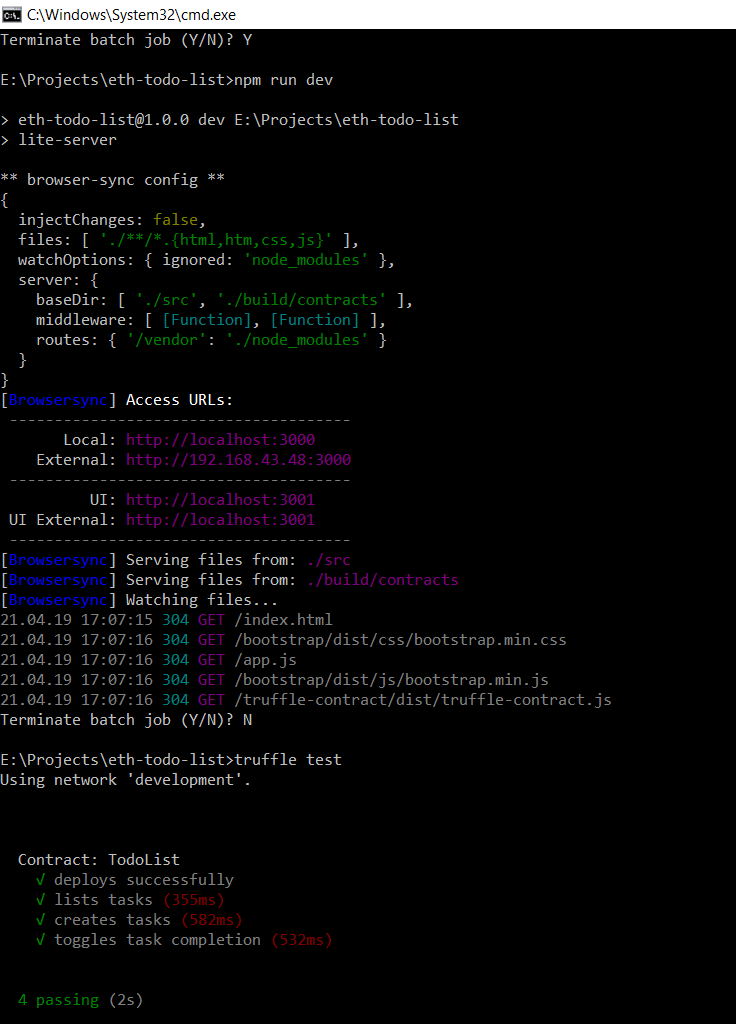 C:\Windows\System32\cmd.exe
Terminate batch job (Y/N)? Y
E:\Projects\eth-todo-list>npm run dev
> eth-todo-list@1.0.0 dev E:\Projects\eth-todo-list
> lite-server
** browser-sync config **
{
  injectChanges: false,
  files: [ './**/*.{html,htm,css,js}' ],
  watchOptions: { ignored: 'node_modules' },
  server: {
    baseDir: [ './src', './build/contracts' ],
    middleware: [ [Function], [Function] ],
    routes: { '/vendor': './node_modules' }
  }
}
[Browsersync] Access URLs:
 --------------------------------------
       Local: http://localhost:3000
    External: http://192.168.43.48:3000
 --------------------------------------
          UI: http://localhost:3001
 UI External: http://localhost:3001
 --------------------------------------
[Browsersync] Serving files from: ./src
[Browsersync] Serving files from: ./build/contracts
[Browsersync] Watching files...
21.04.19 17:07:15 304 GET /index.html
21.04.19 17:07:16 304 GET /bootstrap/dist/css/bootstrap.min.css
21.04.19 17:07:16 304 GET /app.js
21.04.19 17:07:16 304 GET /bootstrap/dist/js/bootstrap.min.js
21.04.19 17:07:16 304 GET /truffle-contract/dist/truffle-contract.js
Terminate batch job (Y/N)? N
E:\Projects\eth-todo-list>truffle test
Using network 'development'.
  Contract: TodoList
    √ deploys successfully
    √ lists tasks (355ms)
    √ creates tasks (582ms)
    √ toggles task completion (532ms)
  4 passing (2s)